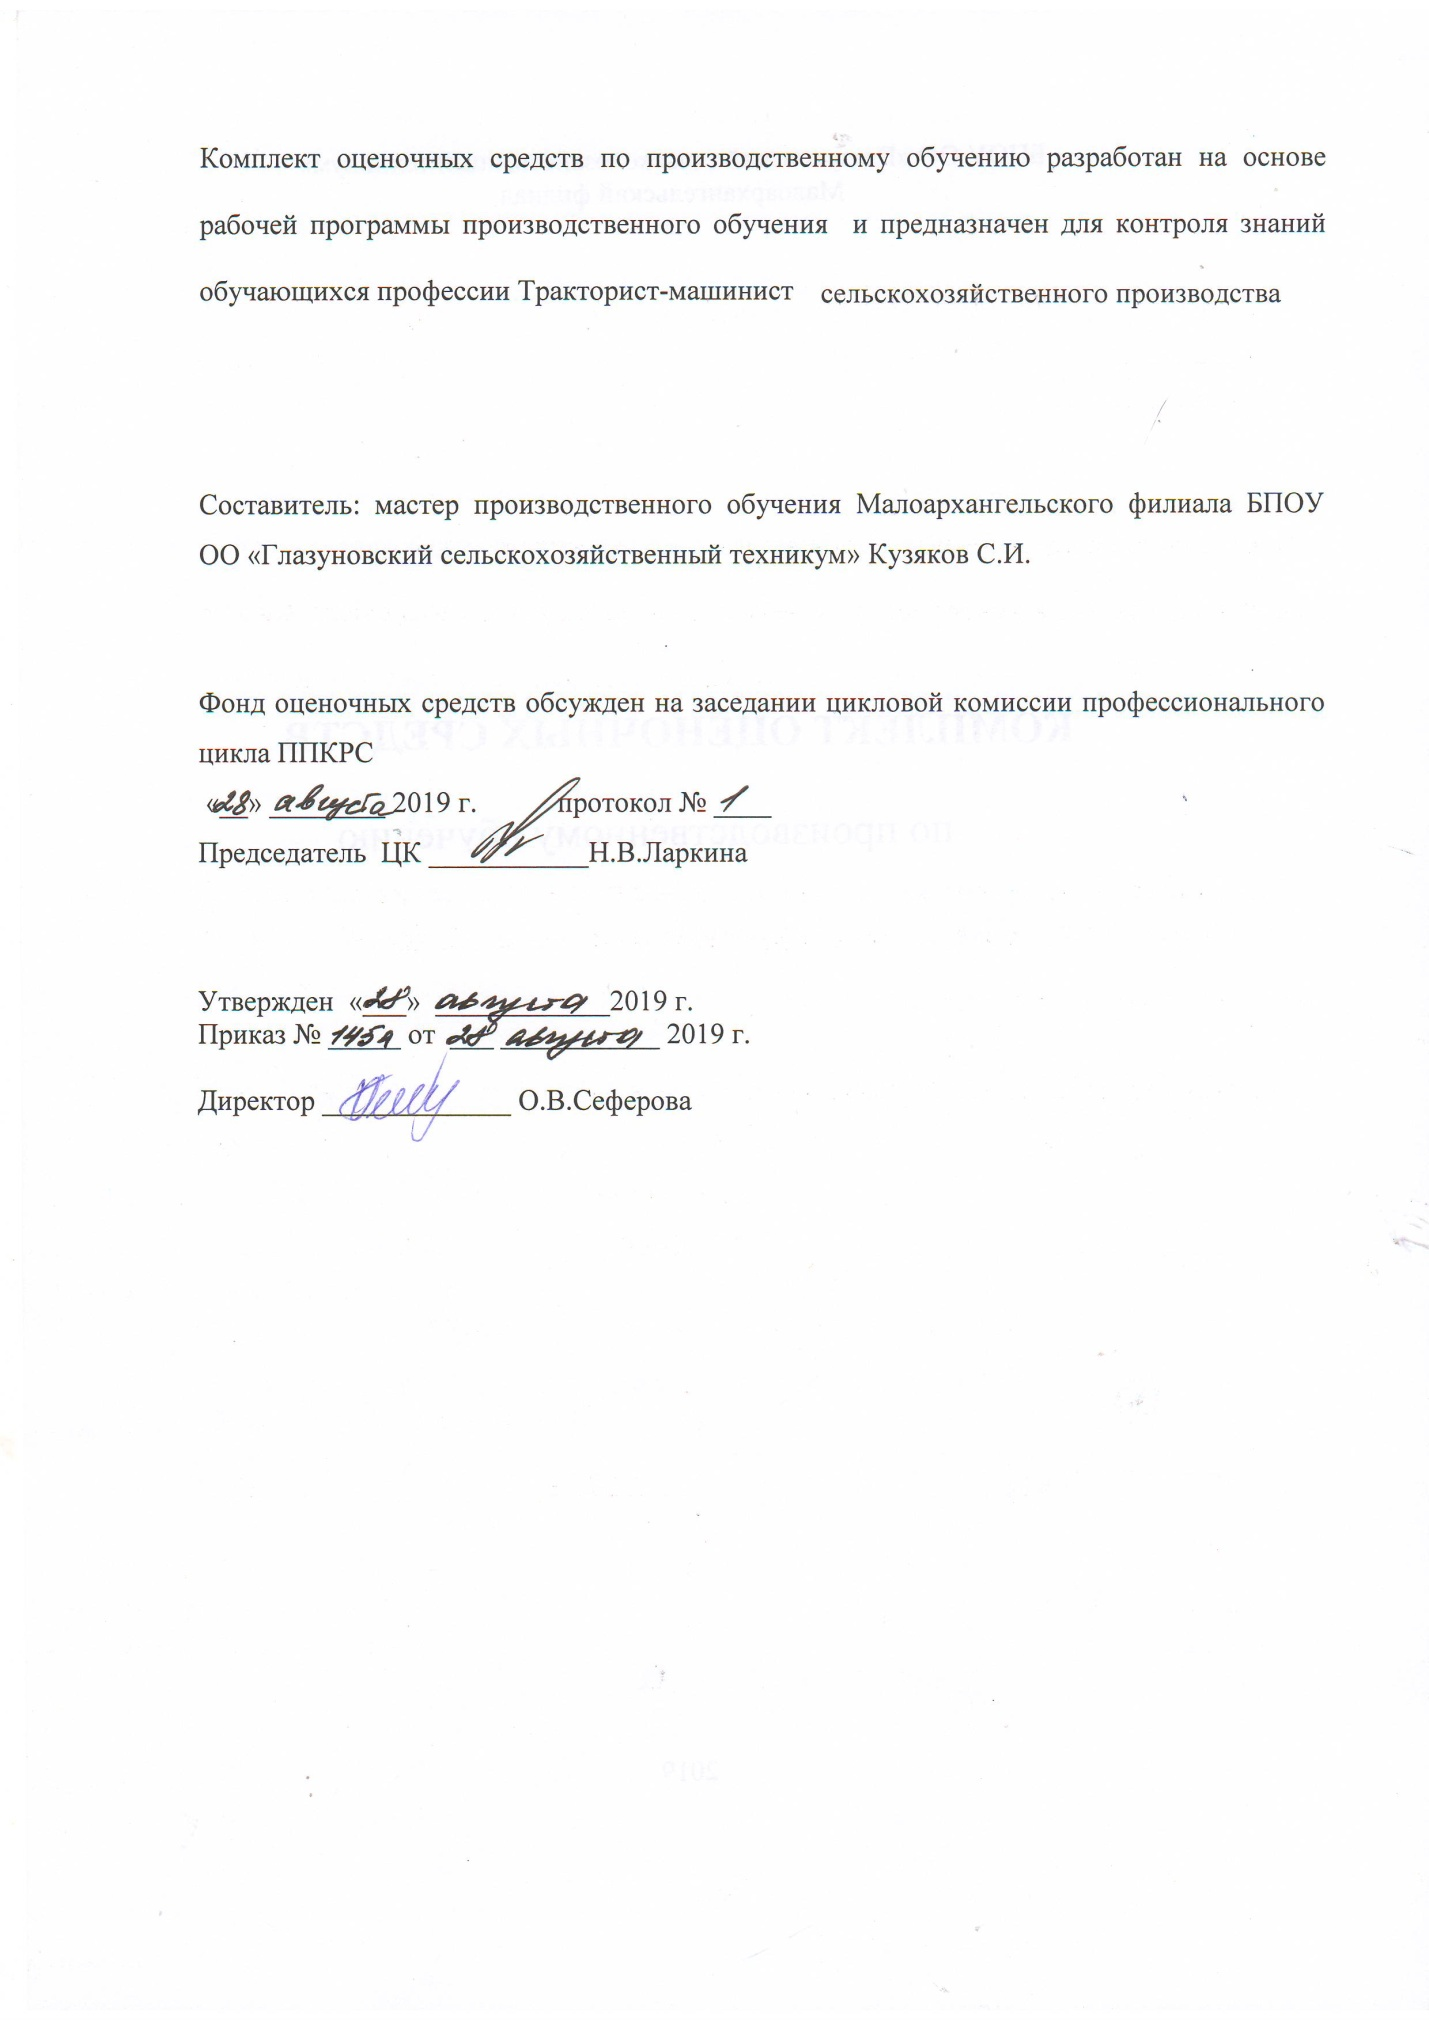 Комплект оценочных средств по производственному обучению разработан на основе
рабочей программы производственного обучения и предназначен для контроля знаний
обучающихся профессии Тракторист-машинист сельскохозяйственного производства
Составитель: мастер производственного обучения Малоархангельского филиала БПОУ
ОО «Глазуновский сельскохозяйственный техникум» Кузяков С.И.
Фонд оценочных средств обсужден на заседании цикловой комиссии профессионального
цикла ППКРС
«28» августа 2019 г. протокол № 1
Председатель ЦК ___________Н.В.Ларкина
Утвержден «28» августа 2019 г.
Приказ № 145а от 28 августа 2019 г.
Директор _____________ О.В.Сеферова